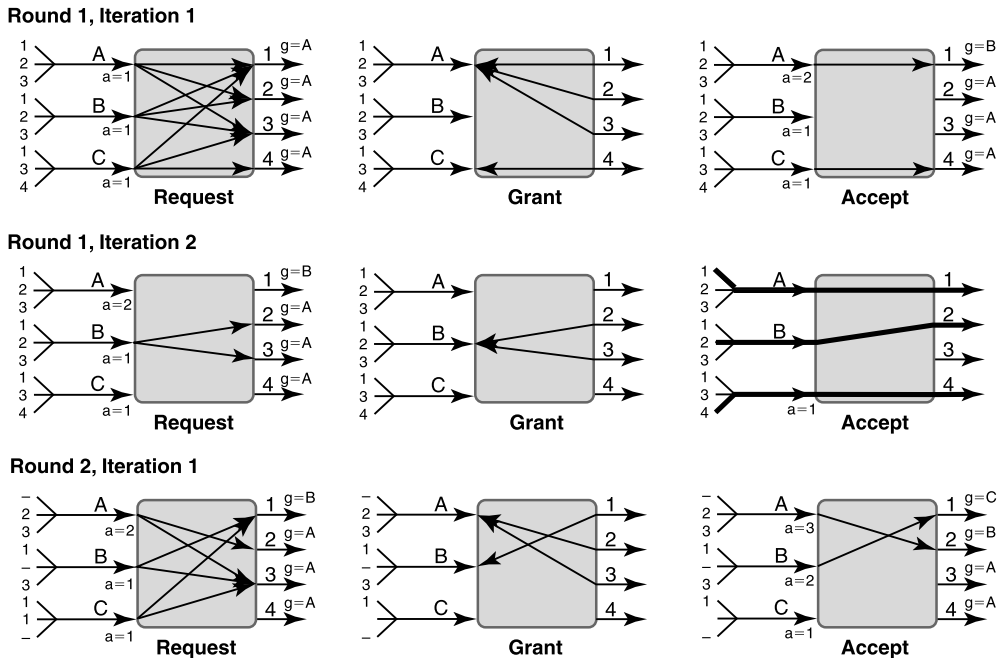 Round 1, Iteration 1
1
2 A
3 a=1
1
2 B
3 a=1
1
3 C
4 a=1
1 g=A
2 g=A
3 g=A
4 g=A
Request
1
2 A
3
1
2 B
3
1
3 C
4
1
2
3
4
Grant
1
2 A
3 a=2
1
2 B
3 a=1
1
3 C
4 a=1
1 g=B
2 g=A
3 g=A
4 g=A
Accept
Round 1, Iteration 2
1
2 A
3 a=2
1
2 B
3 a=1
1
3 C
4 a=1
1 g=B
2 g=A
3 g=A
4 g=A
Request
1
2 A
3
1
2 B
3
1
3 C
4
1
2
3
4
Grant
1
2 A
3
1
2 B
3
1
3 C
4 a=1
1
2
3
4
Accept
Round 2, Iteration 1
–
2 A
3 a=2
1
– B
3 a=1
1
1 C
– a=1
1 g=B
2 g=A
3 g=A
4 g=A
Request
–
2 A
3
1
– B
3
1
1 C
–
1
2
3
4
Grant
–
2 A
3 a=3
1
– B
3 a=2
1
1 C
– a=1
1 g=C
2 g=B
3 g=A
4 g=A
Accept